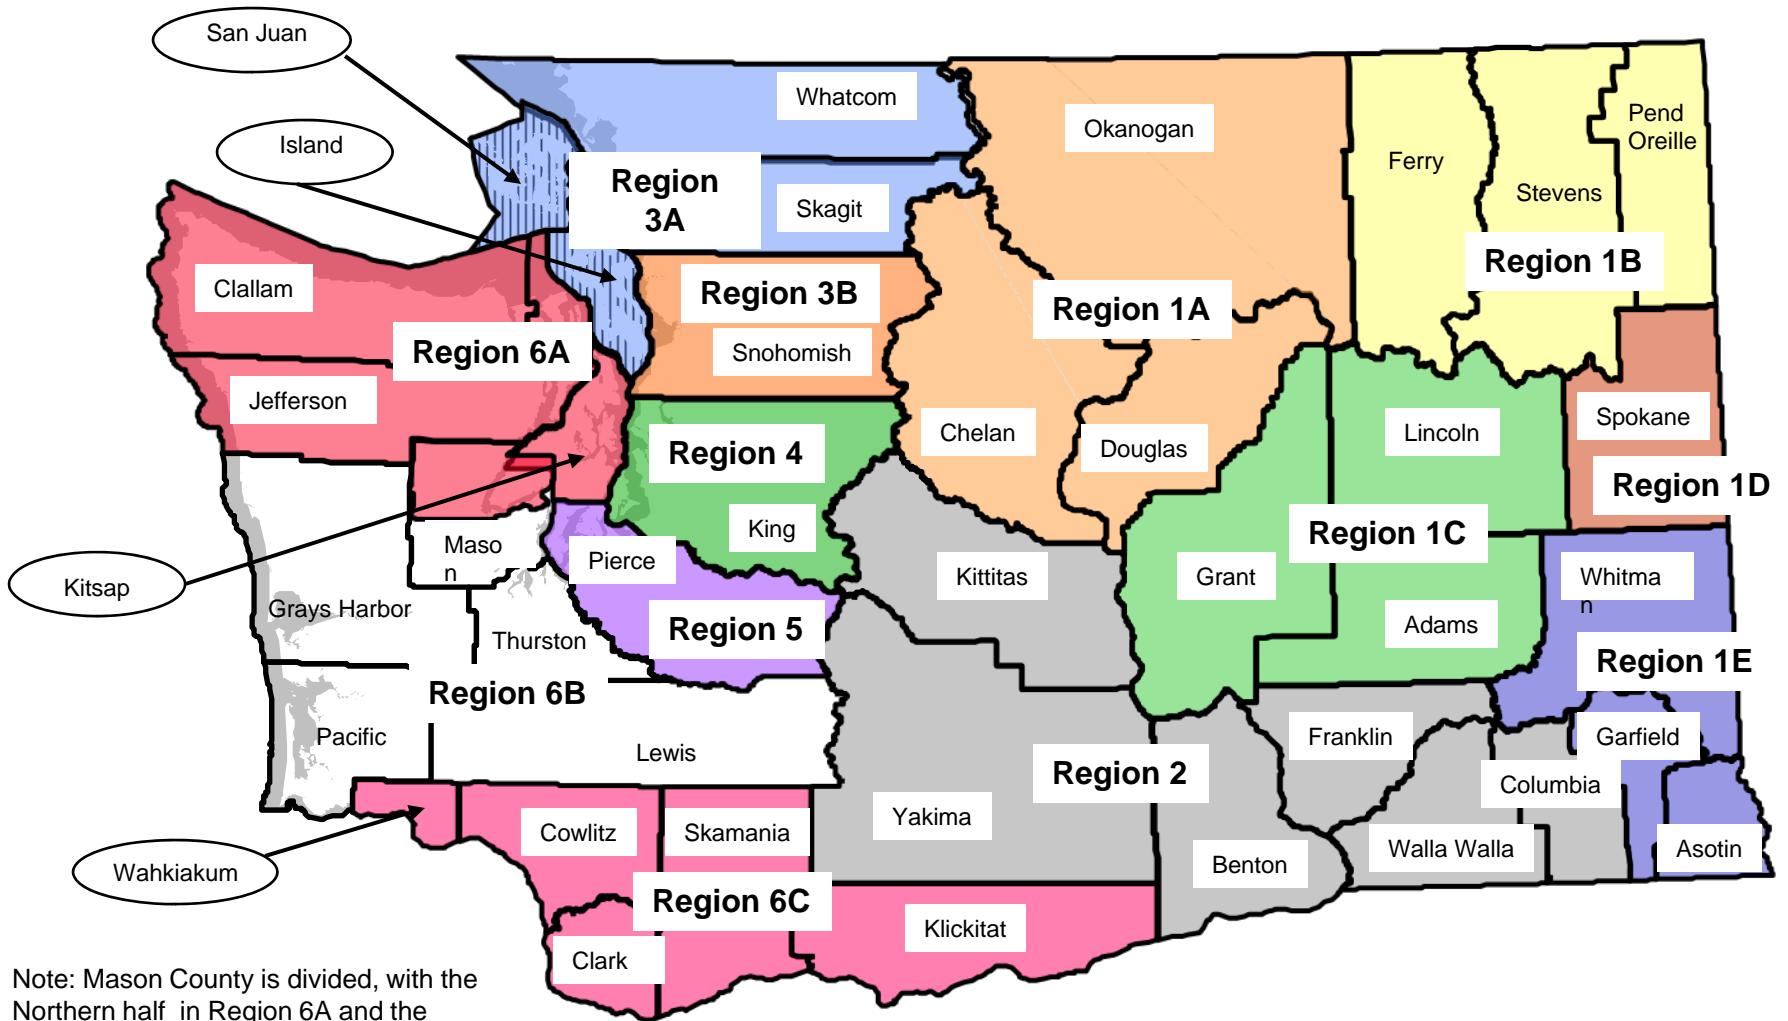 San Juan
Island
Whatcom
Okanogan
Pend
Oreille
Ferry
Stevens
Region
3A
Skagit
Region 1B
Clallam
Region 3B
Region 1A
Region 6A
Snohomish
Jefferson
Spokane
Chelan
Lincoln
Region 4
Douglas
Region 1D
King
Region 1C
Maso
n
Pierce
Kittitas
Grant
Whitma
n
Kitsap
Grays Harbor
Thurston
Region 5
Adams
Region 1E
Region 6B
Pacific
Lewis
Franklin
Garfield
Region 2
Columbia
Yakima
Cowlitz
Skamania
Walla Walla
Asotin
Benton
Wahkiakum
Region 6C
Klickitat
Clark
Note: Mason County is divided, with the
Northern half  in Region 6A and the